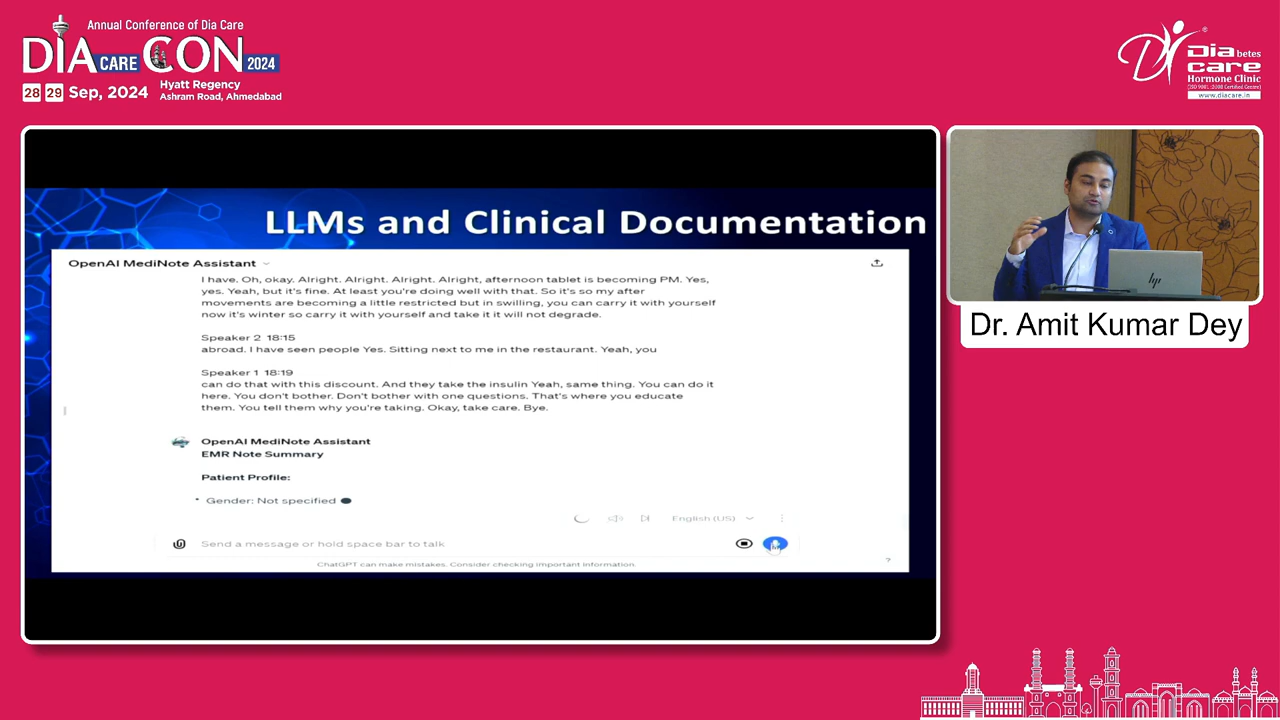 Annual Conference of Dia Care
DIA CARE CON 2024
28 29 Sep, 2024
Hyatt Regency
Ashram Road, Ahmedabad
Diabetes
care
Hormone Clinic
(ISO 9001 :2008 Certified Centre)
www.diacare.in
LLMs and Clinical Documentation
OpenAI MediNote Assistant
I have. Oh, okay. Alright. Alright. Alright. Alright, afternoon tablet is becoming PM. Yes,
yes. Yeah, but it's fine. At least you're doing well with that. So it's so my after
movements are becoming a little restricted but in swilling, you can carry it with yourself
now it's winter so carry it with yourself and take it it will not degrade.
Speaker 2 18:15
abroad. I have seen people Yes. Sitting next to me in the restaurant. Yeah, you
Speaker 1 18:19
can do that with this discount. And they take the insulin Yeah, same thing. You can do it
here. You don't bother. Don't bother with one questions. That's where you educate
them. You tell them why you're taking. Okay, take care. Bye.
OpenAI MediNote Assistant
EMR Note Summary
Patient Profile:
• Gender: Not specified
English (US)
Send a message or hold space bar to talk
ChatGPT can make mistakes. Consider checking important information.
?
hp
Dr. Amit Kumar Dey